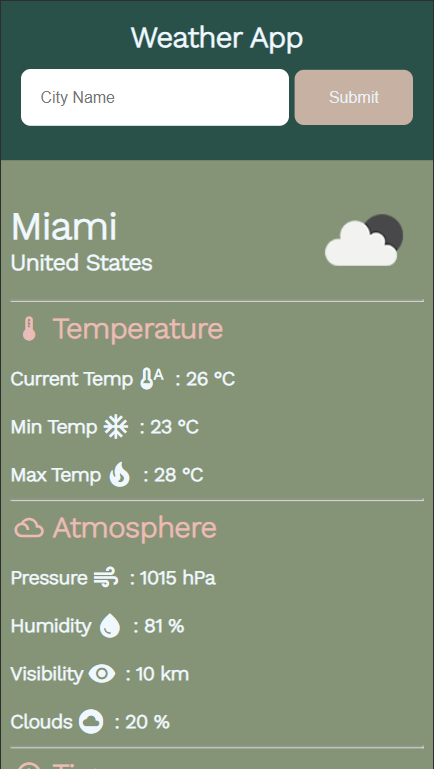 Weather App
City Name
Submit
Miami
United States
Temperature
Current Temp A : 26 °C
Min Temp : 23 °C
Max Temp : 28 °C
Atmosphere
Pressure : 1015 hPa
Humidity : 81 %
Visibility : 10 km
Clouds : 20 %